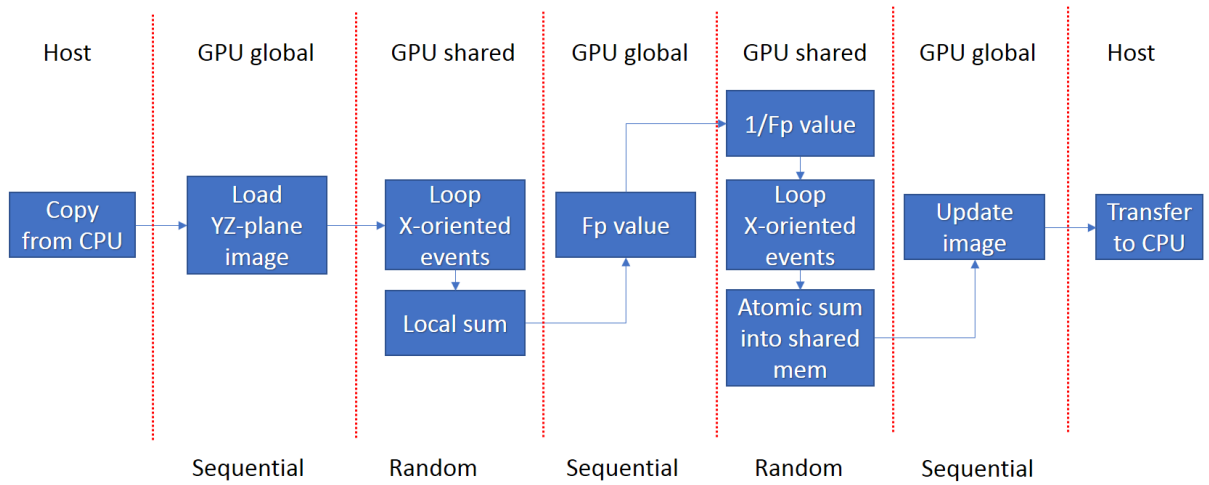 Host
GPU global
GPU shared
GPU global
GPU shared
GPU global
Host
Copy
from CPU
Load
YZ-plane
image
Loop
X-oriented
events
Local sum
Fp value
1/Fp value
Loop
X-oriented
events
Atomic sum
into shared
mem
Update
image
Transfer
to CPU
Sequential
Random
Sequential
Random
Sequential